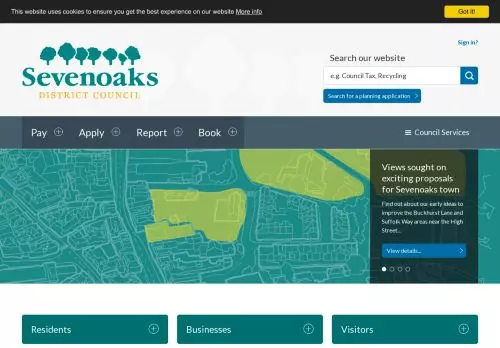 This website uses cookies to ensure you get the best experience on our website More info
Got it!
Sign in?
Sevenoaks
DISTRICT COUNCIL
Search our website
e.g. Council Tax, Recycling
Search for a planning application
Pay
Apply
Report
Book
Council Services
Views sought on
exciting proposals
for Sevenoaks town
Find out about our early ideas to
improve the Buckhurst Lane and
Suffolk Way areas near the High
Street...
View details...
Residents
Businesses
Visitors